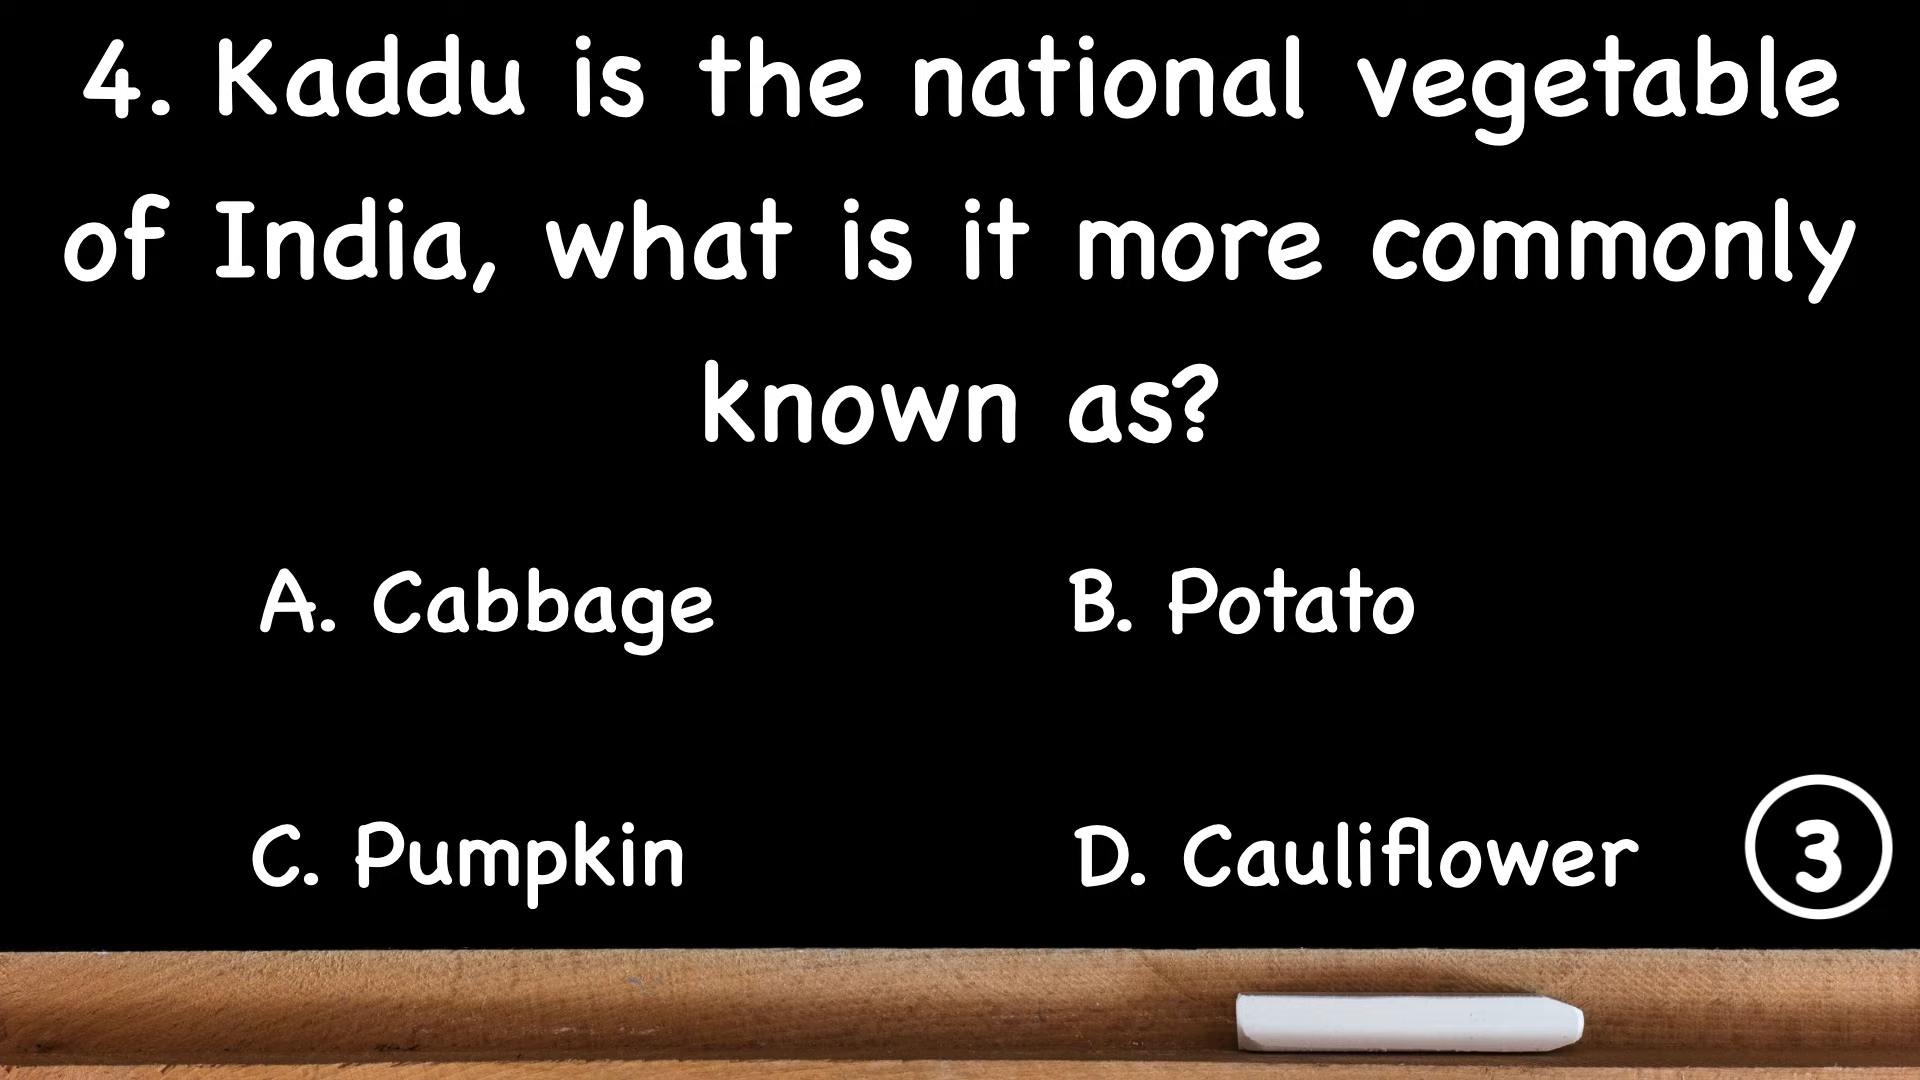 4. Kaddu is the national vegetable
of India, what is it more commonly
known as?
A. Cabbage
B. Potato
C. Pumpkin
D. Cauliflower
3